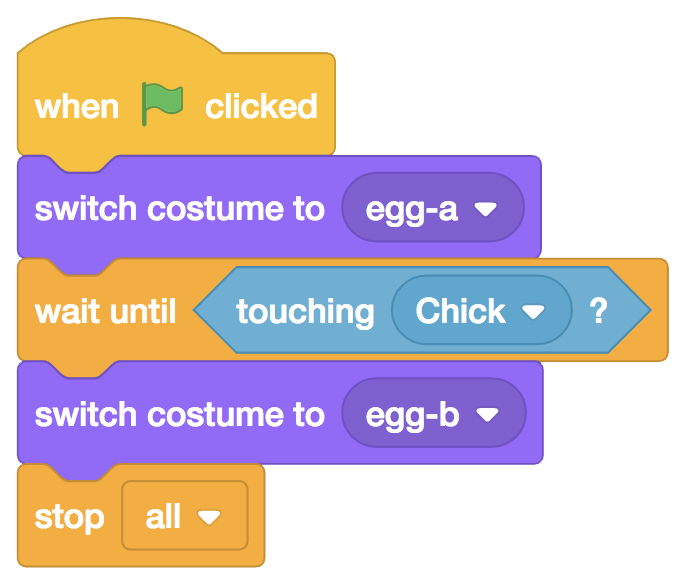 when clicked
switch costume to egg-a
wait until touching Chick ?
switch costume to egg-b
stop all